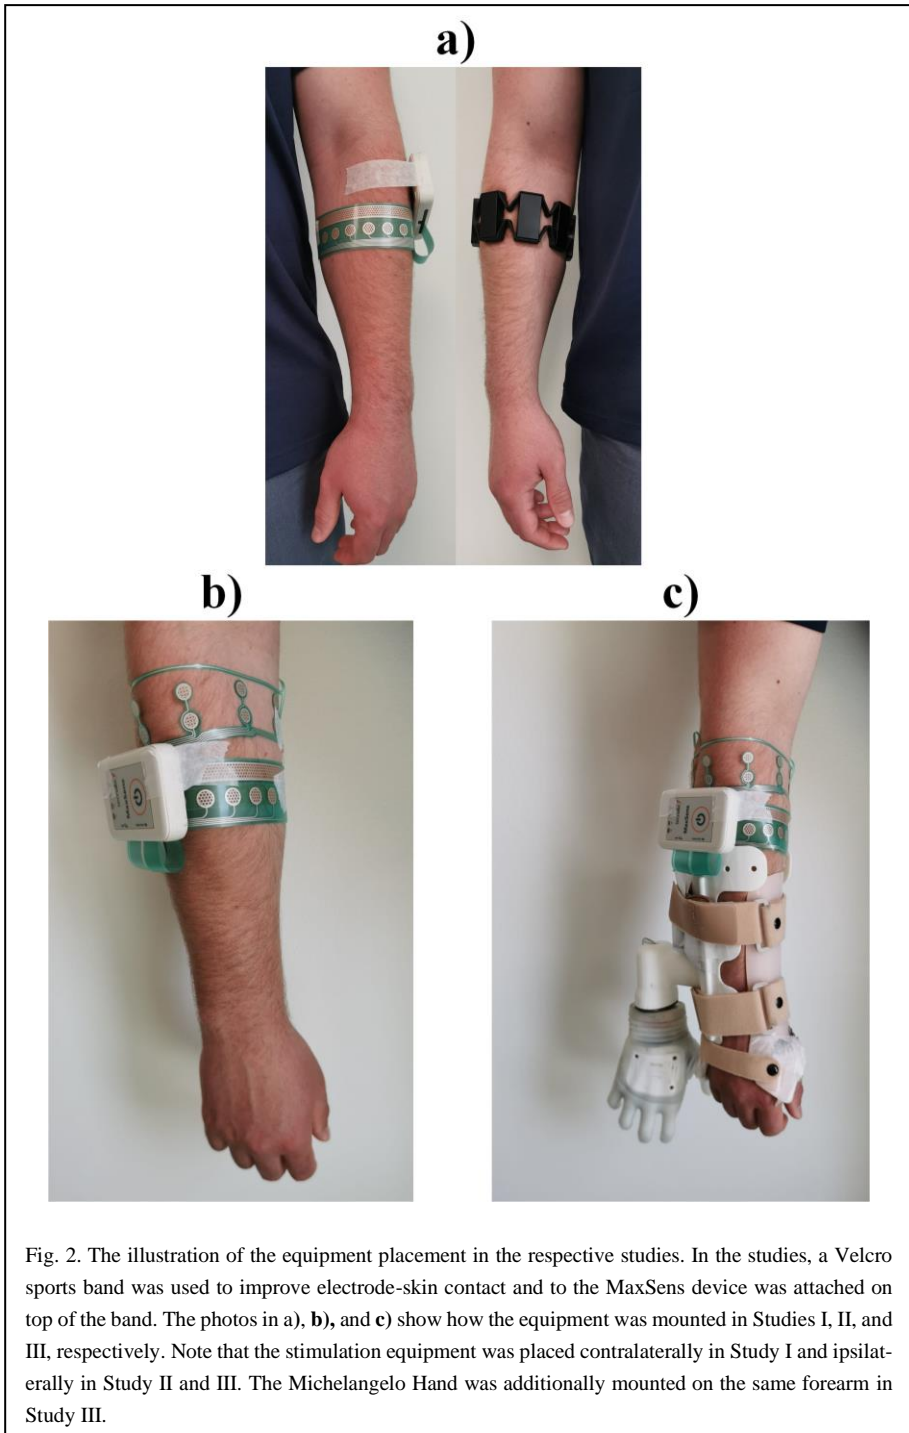 a)
b)
c)
Fig. 2. The illustration of the equipment placement in the respective studies. In the studies, a Velcro
sports band was used to improve electrode-skin contact and to the MaxSens device was attached on
top of the band. The photos in a), b), and c) show how the equipment was mounted in Studies I, II, and
III, respectively. Note that the stimulation equipment was placed contralaterally in Study I and ipsilat-
erally in Study II and III. The Michelangelo Hand was additionally mounted on the same forearm in
Study III.